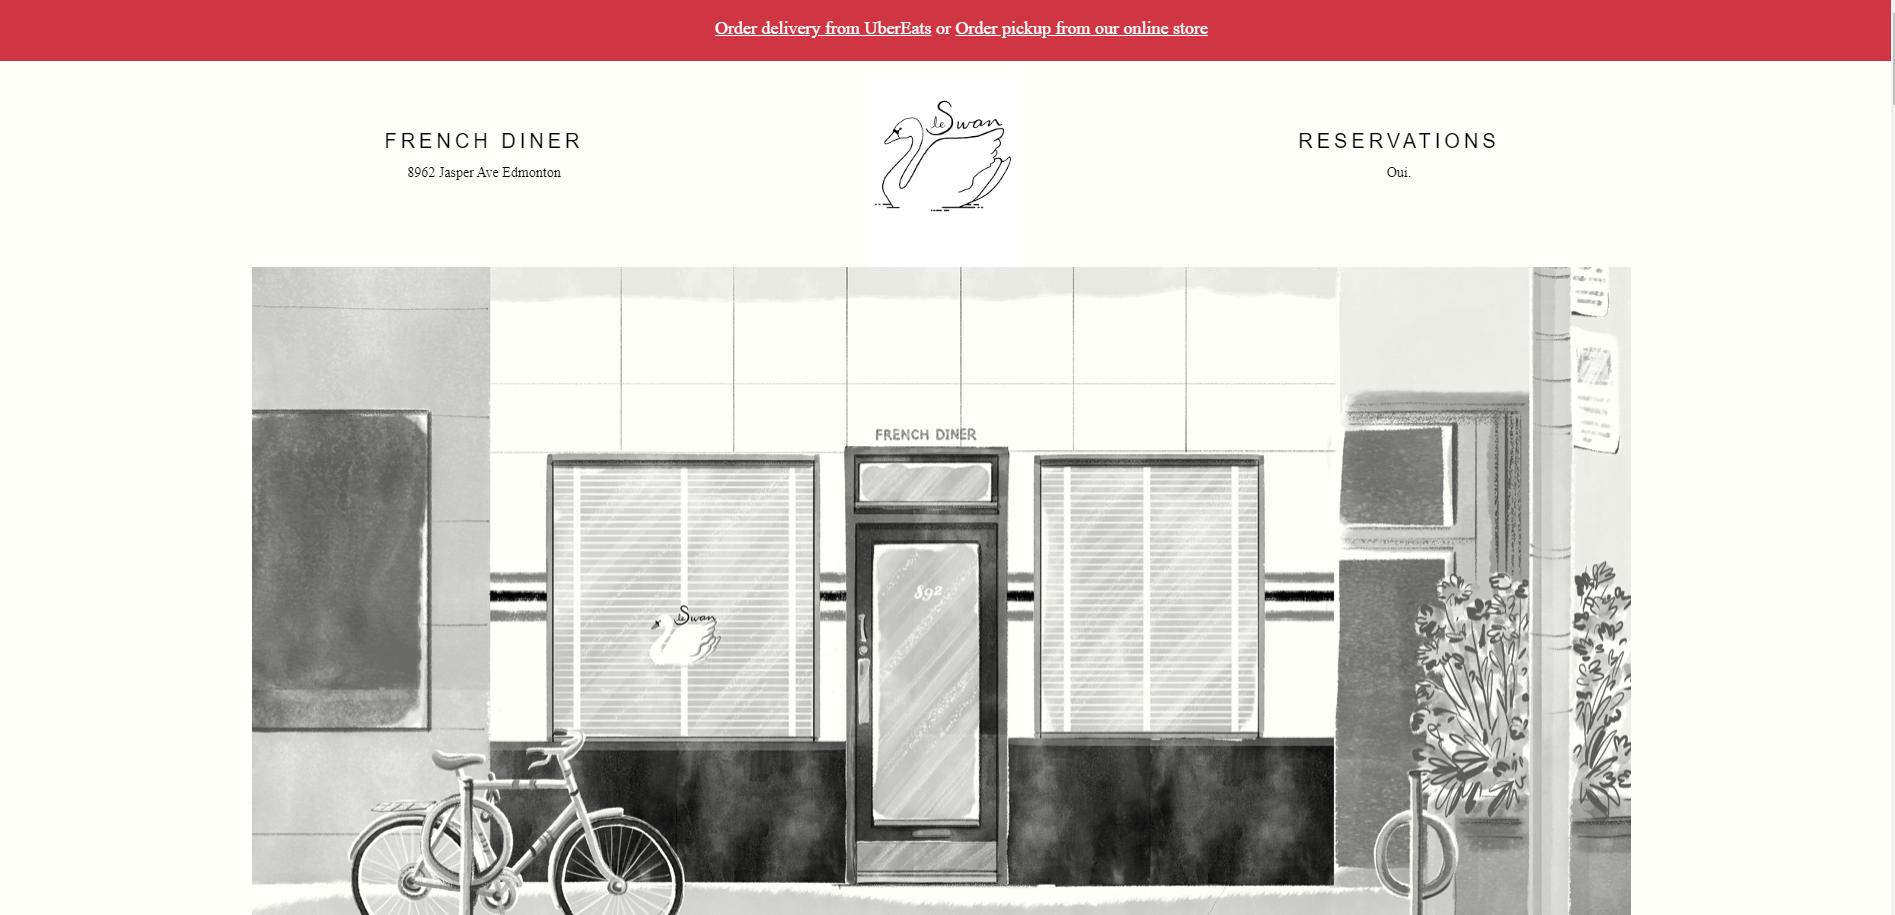 Order delivery from UberEats or Order pickup from our online store
le Swan
FRENCH DINER
8962 Jasper Ave Edmonton
RESERVATIONS
Oui.
FRENCH DINER
892
le Swan